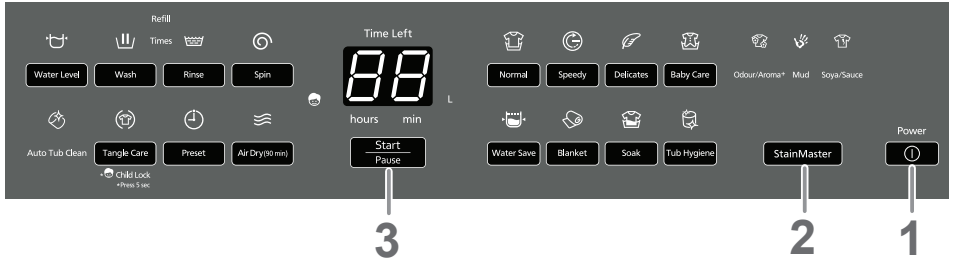 Refill
Times
Water Level Wash Rinse Spin
Auto Tub Clean Tangle Care Preset Air Dry(90 min)
• Child Lock
*Press 5 sec
Time Left
88
L
hours min
Start
Pause
Normal Speedy Delicates Baby Care
Water Save Blanket Soak Tub Hygiene
Odour/Aroma+ Mud Soya/Sauce
StainMaster
Power
3 2 1